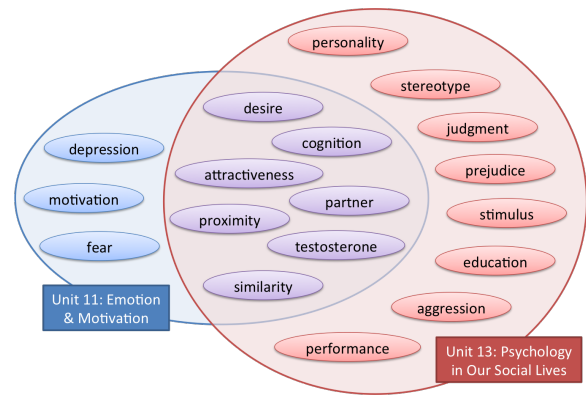 personality
stereotype
desire
judgment
cognition
depression
attractiveness
prejudice
motivation
partner
proximity
stimulus
fear
testosterone
education
similarity
aggression
Unit 11: Emotion
& Motivation
performance
Unit 13: Psychology
in Our Social Lives